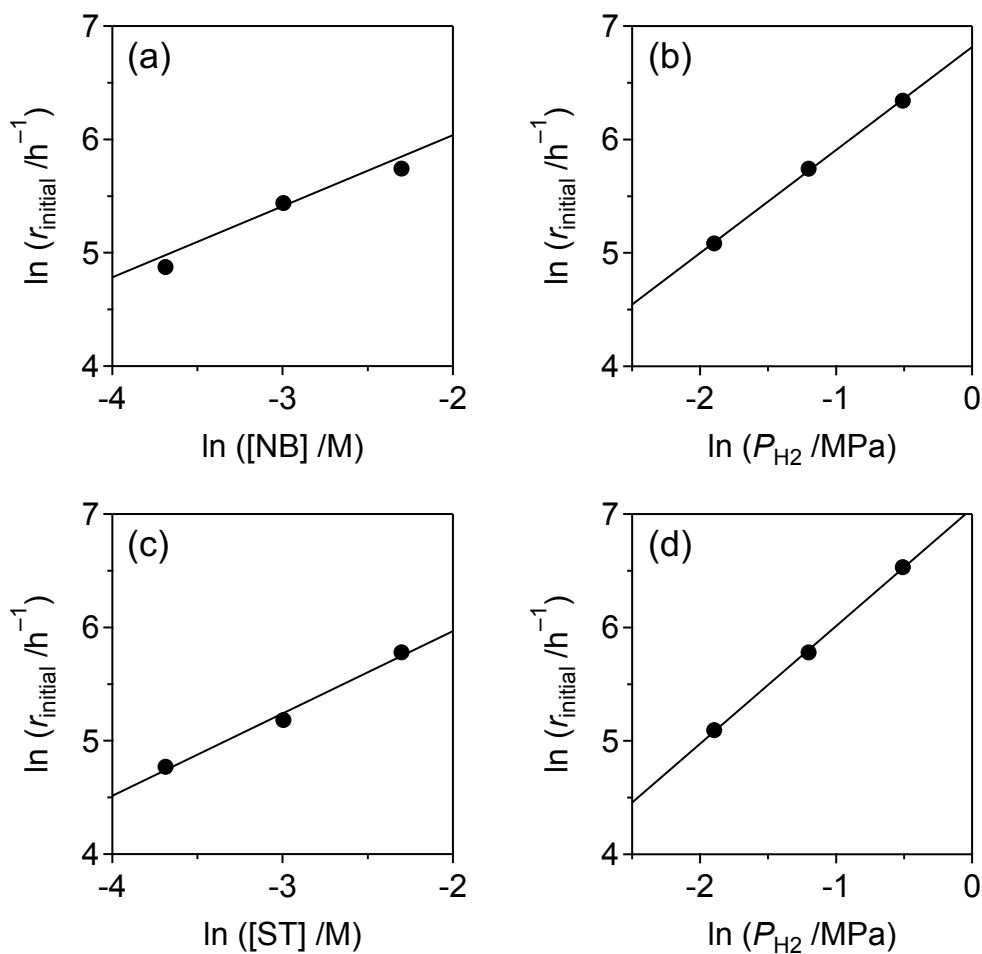 (a)
7
6
5
4
ln (r_initial /h⁻¹)
-4
-3
-2
ln ([NB] /M)
(b)
7
6
5
4
ln (r_initial /h⁻¹)
-2
-1
0
ln (P_H2 /MPa)
(c)
7
6
5
4
ln (r_initial /h⁻¹)
-4
-3
-2
ln ([ST] /M)
(d)
7
6
5
4
ln (r_initial /h⁻¹)
-2
-1
0
ln (P_H2 /MPa)